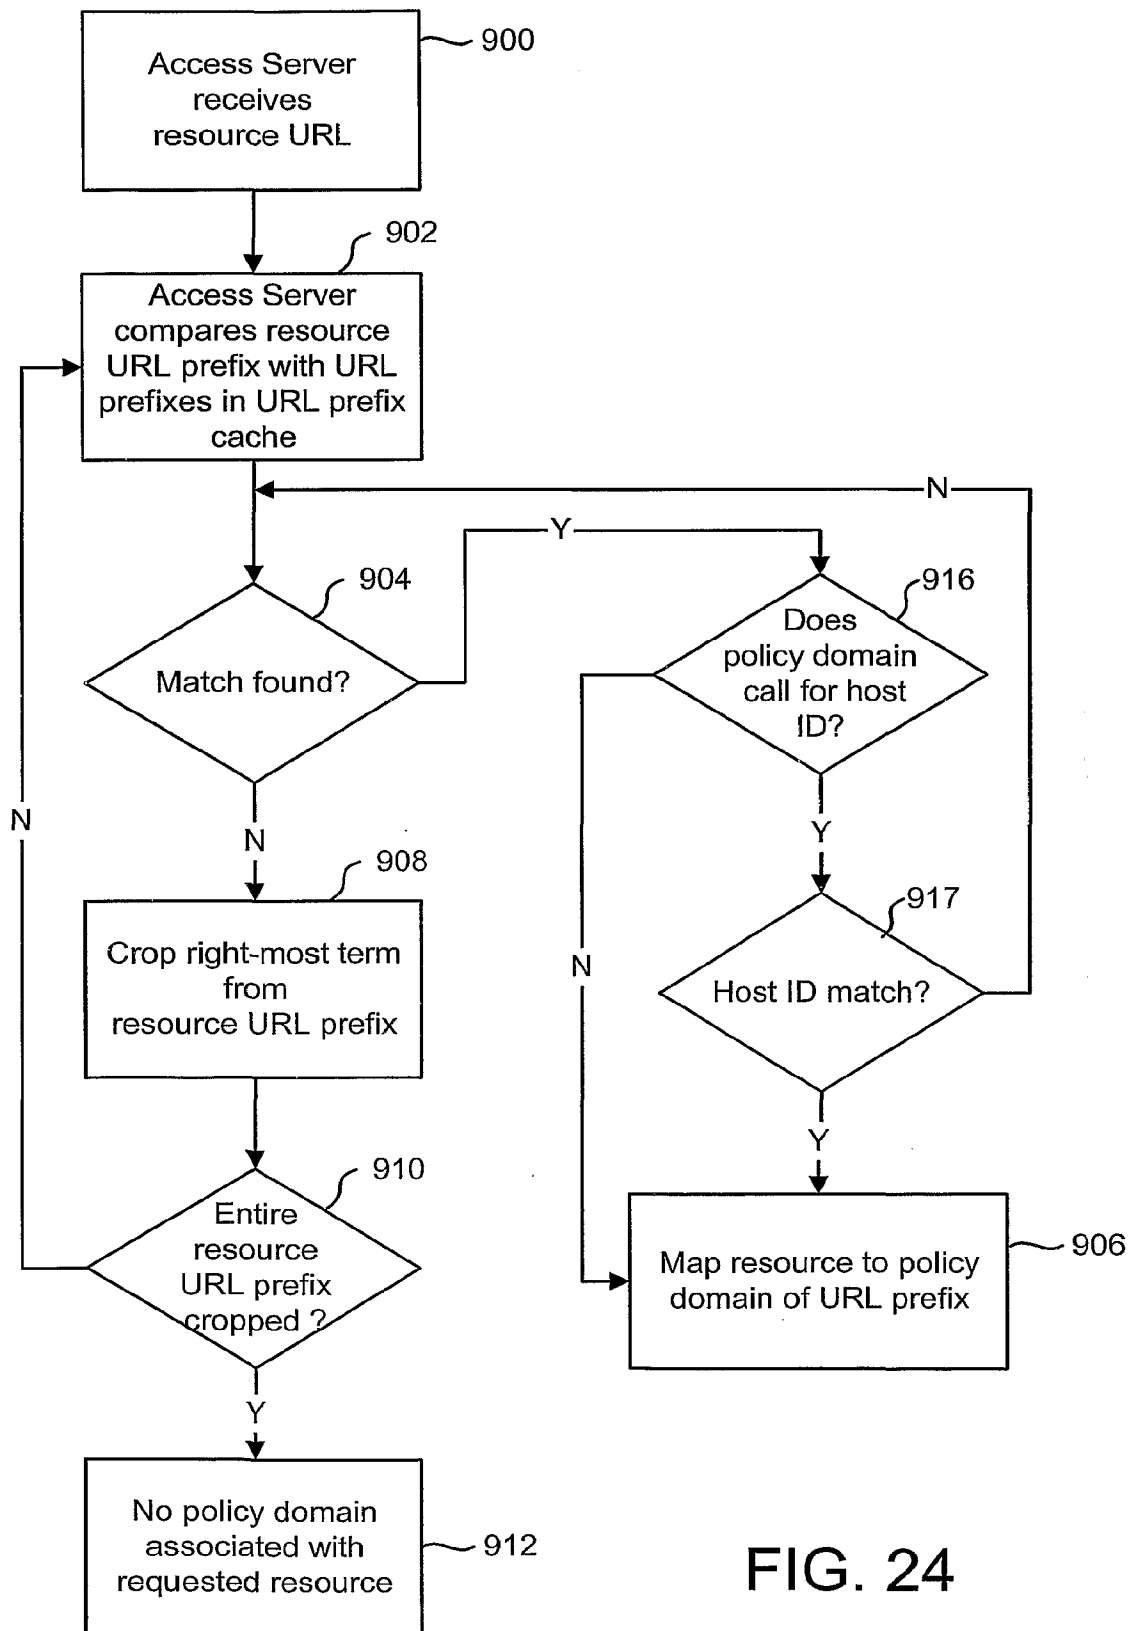 900
Access Server
receives
resource URL
902
Access Server
compares resource
URL prefix with URL
prefixes in URL prefix
cache
N
Y
904
Match found?
916
Does
policy domain
call for host
ID?
N
N
Y
908
Crop right-most term
from
resource URL prefix
N
917
Host ID match?
Y
910
Entire
resource
URL prefix
cropped ?
906
Map resource to policy
domain of URL prefix
Y
No policy domain
associated with
requested resource
912
FIG. 24